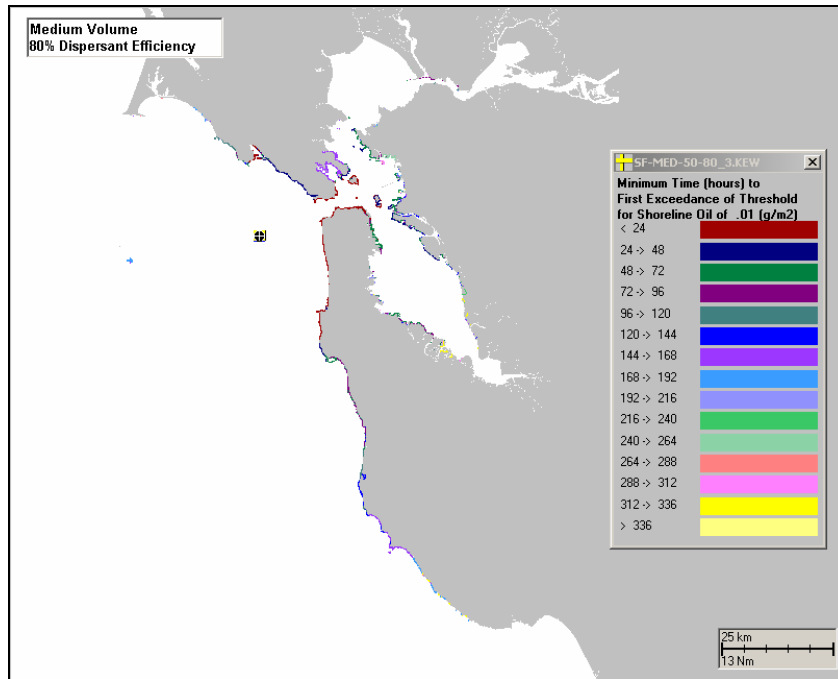 Medium Volume
80% Dispersant Efficiency
SF-MED-50-80_3.KEW
Minimum Time (hours) to
First Exceedance of Threshold
for Shoreline Oil of .01 (g/m2)
< 24
24 -> 48
48 -> 72
72 -> 96
96 -> 120
120 -> 144
144 -> 168
168 -> 192
192 -> 216
216 -> 240
240 -> 264
264 -> 288
288 -> 312
312 -> 336
> 336
25 km
13 Nm